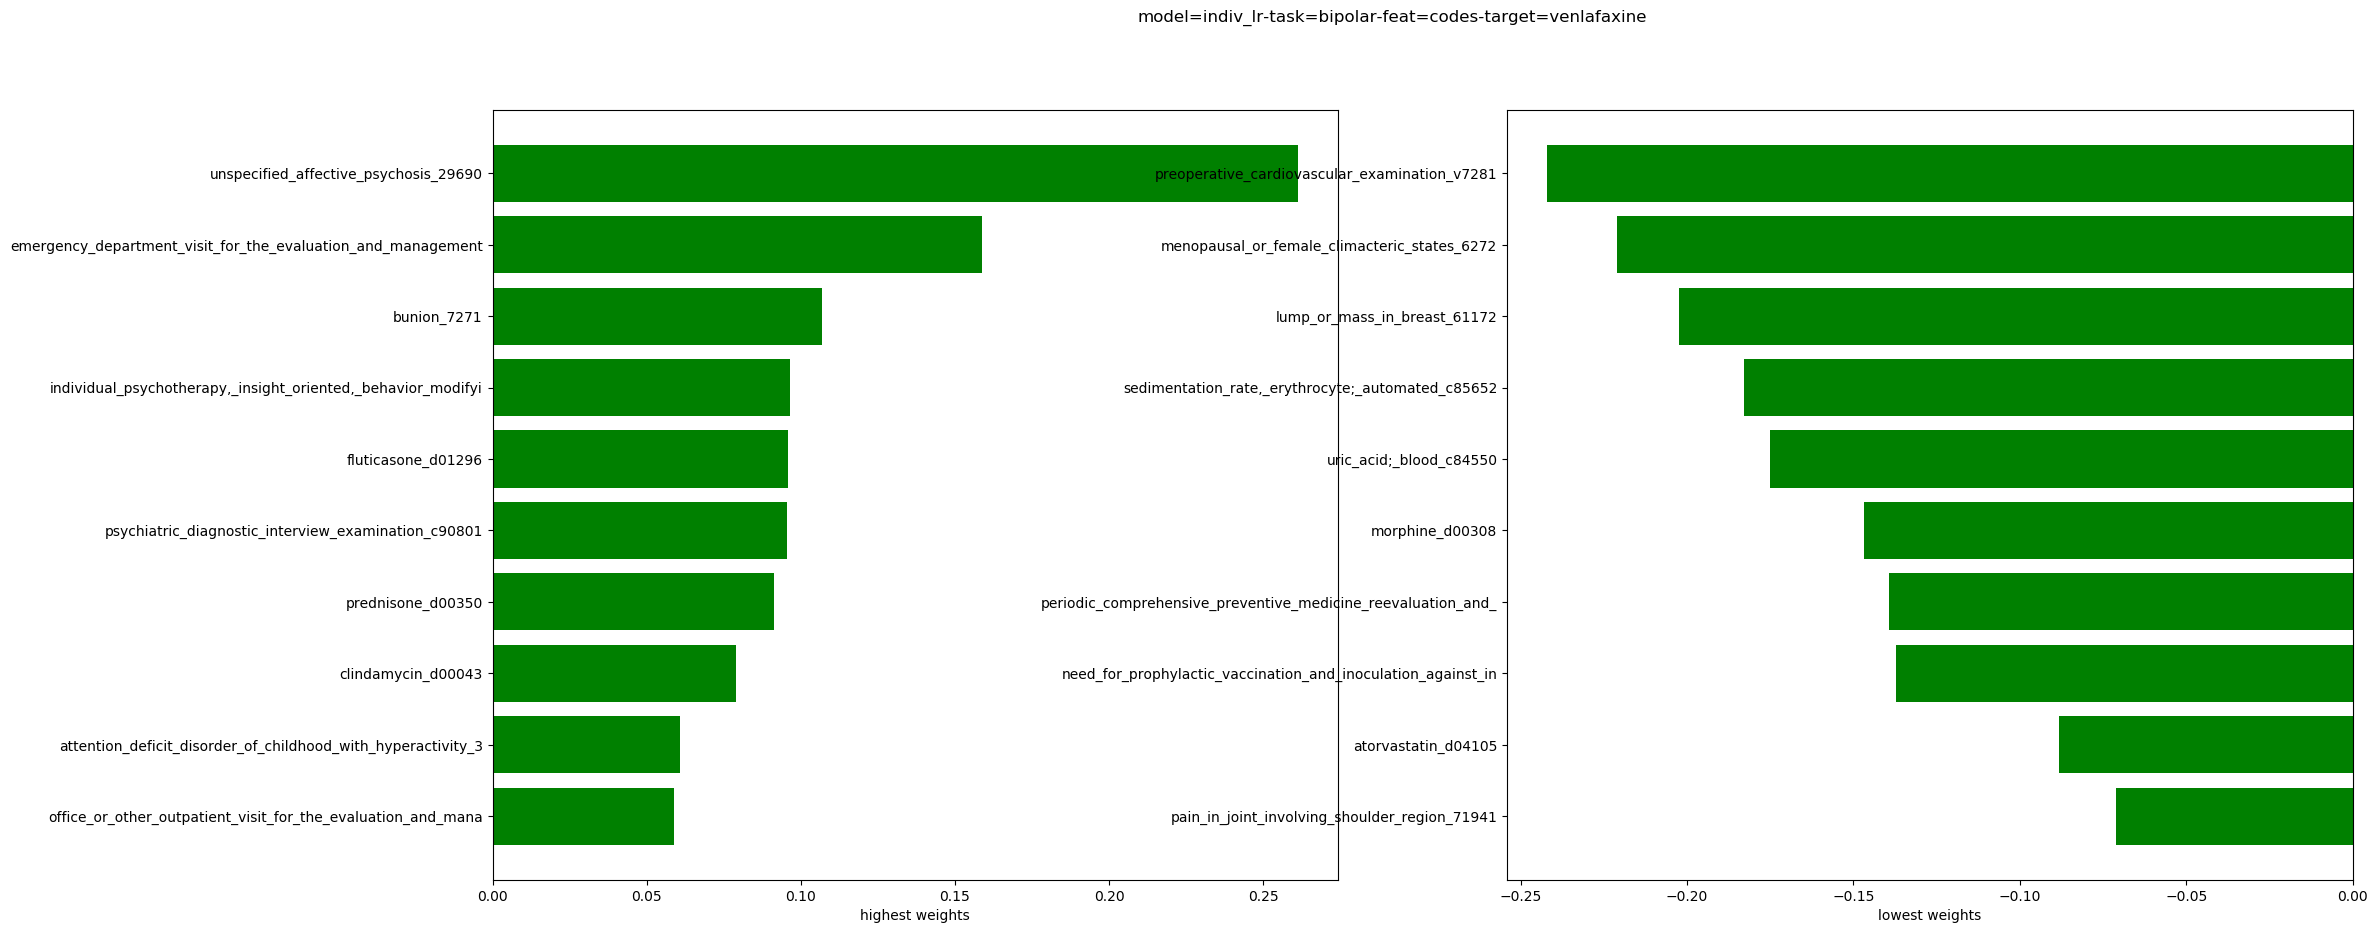 model=indiv_lr-task=bipolar-feat=codes-target=venlafaxine
unspecified_affective_psychosis_29690
emergency_department_visit_for_the_evaluation_and_management
bunion_7271
individual_psychotherapy,_insight_oriented,_behavior_modifyi
fluticasone_d01296
psychiatric_diagnostic_interview_examination_c90801
prednisone_d00350
clindamycin_d00043
attention_deficit_disorder_of_childhood_with_hyperactivity_3
office_or_other_outpatient_visit_for_the_evaluation_and_mana
0.00 0.05 0.10 0.15 0.20 0.25
highest weights
preoperative_cardiovascular_examination_v7281
menopausal_or_female_climacteric_states_6272
lump_or_mass_in_breast_61172
sedimentation_rate,_erythrocyte;_automated_c85652
uric_acid;_blood_c84550
morphine_d00308
periodic_comprehensive_preventive_medicine_reevaluation_and_
need_for_prophylactic_vaccination_and_inoculation_against_in
atorvastatin_d04105
pain_in_joint_involving_shoulder_region_71941
−0.25 −0.20 −0.15 −0.10 −0.05 0.00
lowest weights